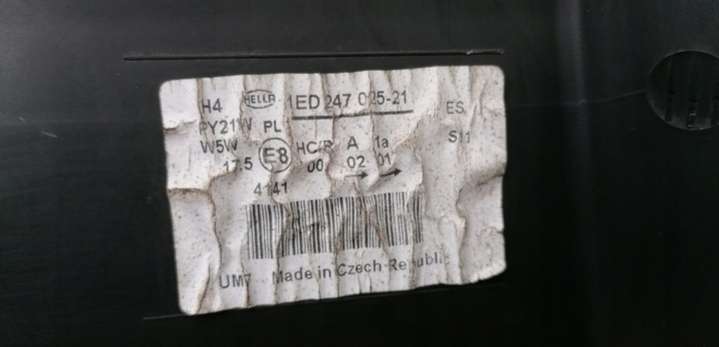 H4 HELLA 1ED 247 025-21 ES
PY21W PL
W5W HC/R A 1a S11
17.5 E8 00 02 01
4141
UM7 Made in Czech Republic